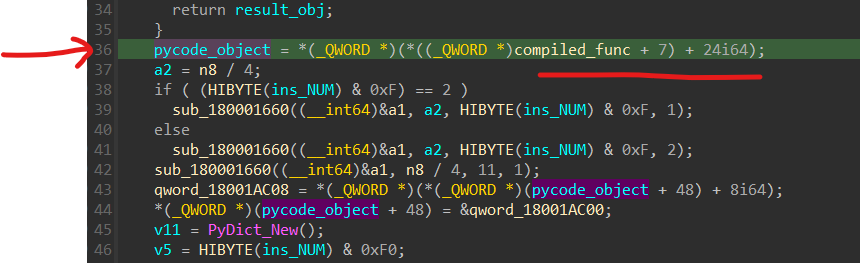 34 return result_obj;
35 }
36 pycode_object = *(_QWORD *)(*((_QWORD *)compiled_func + 7) + 24i64);
37 a2 = n8 / 4;
38 if ( (HIBYTE(ins_NUM) & 0xF) == 2 )
39 sub_180001660((__int64)&a1, a2, HIBYTE(ins_NUM) & 0xF, 1);
40 else
41 sub_180001660((__int64)&a1, a2, HIBYTE(ins_NUM) & 0xF, 2);
42 sub_180001660((__int64)&a1, n8 / 4, 11, 1);
43 qword_18001AC08 = *(_QWORD *)(*(_QWORD *)(pycode_object + 48) + 8i64);
44 *(_QWORD *)(pycode_object + 48) = &qword_18001AC00;
45 v11 = PyDict_New();
46 v5 = HIBYTE(ins_NUM) & 0xF0;